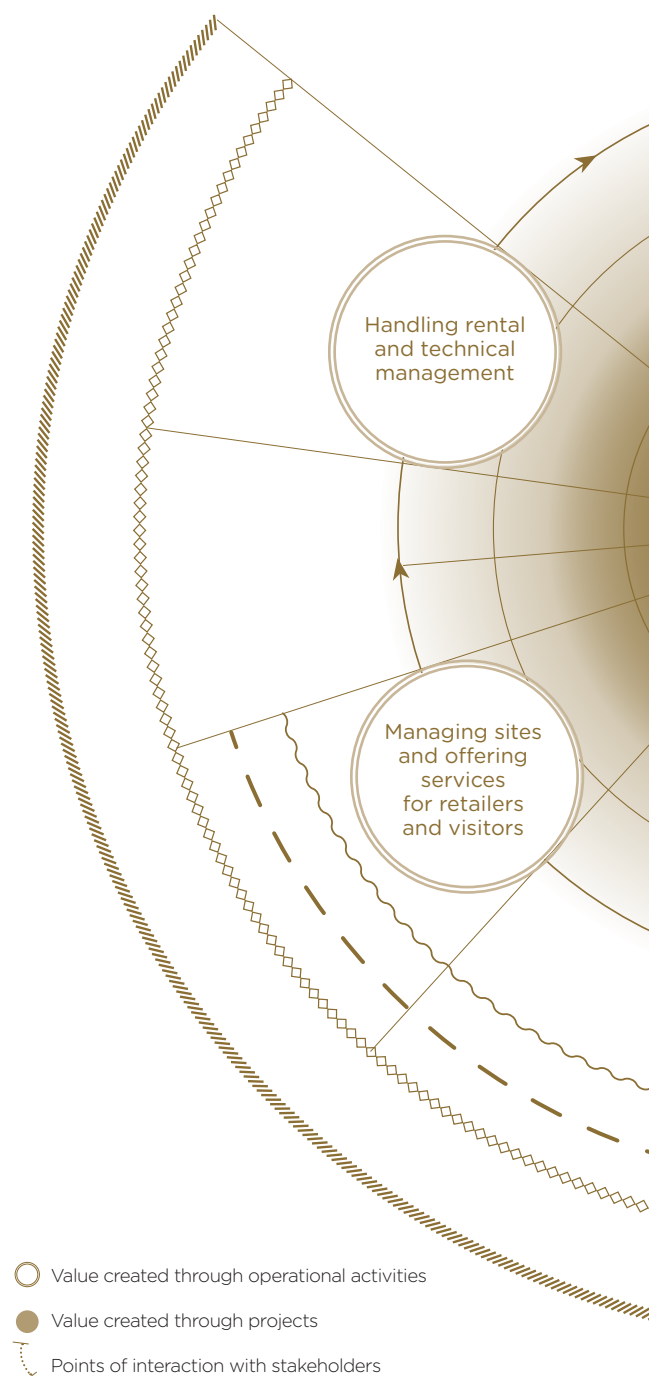 Handling rental
and technical
management
Managing sites
and offering
services
for retailers
and visitors
Value created through operational activities
Value created through projects
Points of interaction with stakeholders